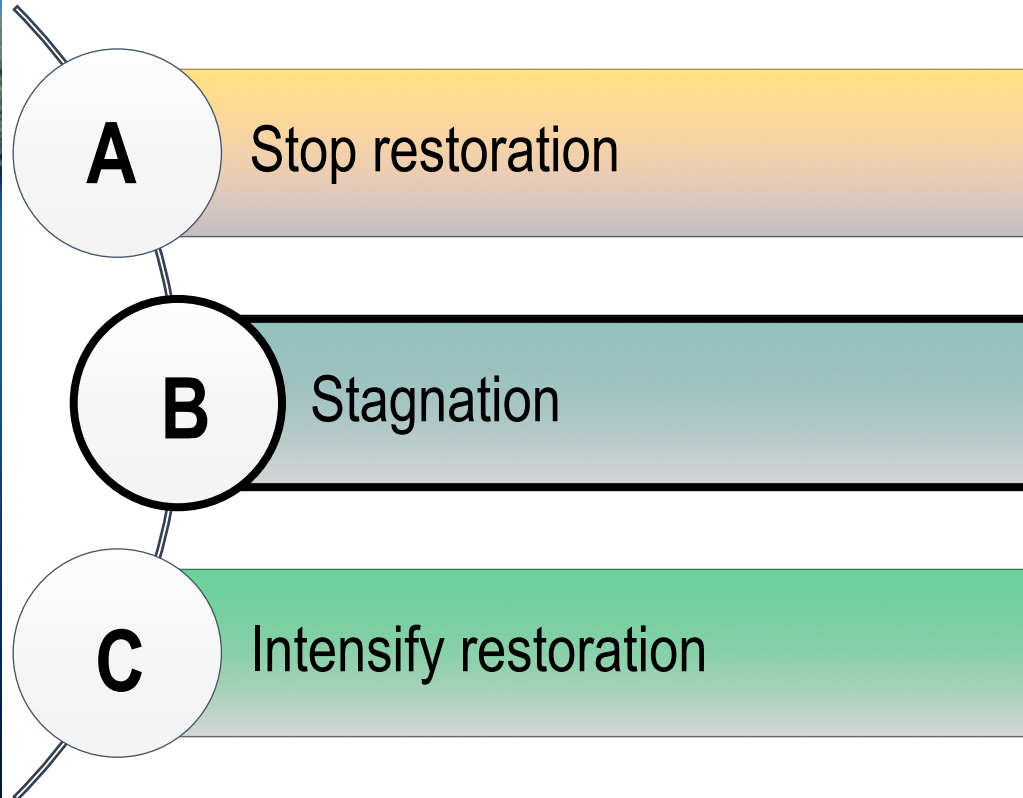 A
Stop restoration
B
Stagnation
C
Intensify restoration